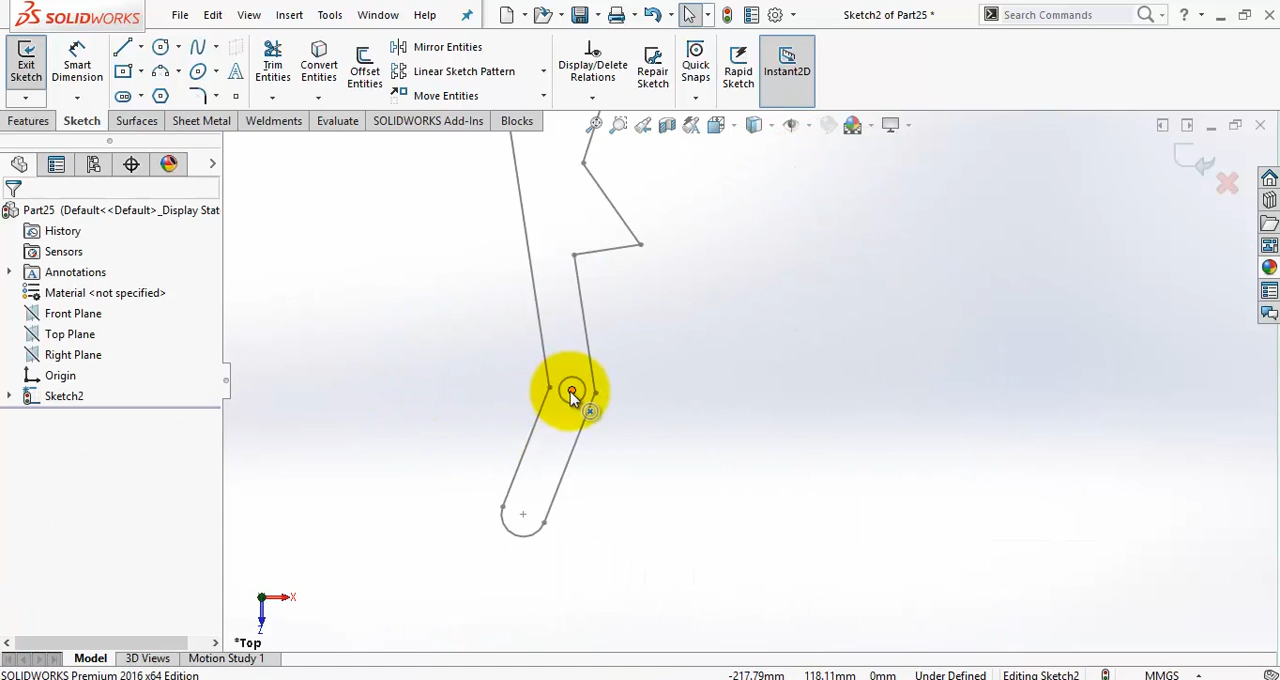 SOLIDWORKS File Edit View Insert Tools Window Help Sketch2 of Part25 * Search Commands ?
Exit Sketch
Smart Dimension
Trim Entities
Convert Entities
Offset Entities
Mirror Entities
Linear Sketch Pattern
Move Entities
Display/Delete Relations
Repair Sketch
Quick Snaps
Rapid Sketch
Instant2D
Features Sketch Surfaces Sheet Metal Weldments Evaluate SOLIDWORKS Add-Ins Blocks
Part25 (Default<<Default>_Display Stat
History
Sensors
Annotations
Material <not specified>
Front Plane
Top Plane
Right Plane
Origin
Sketch2
X
Z
*Top
Model 3D Views Motion Study 1
SOLIDWORKS Premium 2016 x64 Edition -217.79mm 118.11mm 0mm Under Defined Editing Sketch2 MMGS